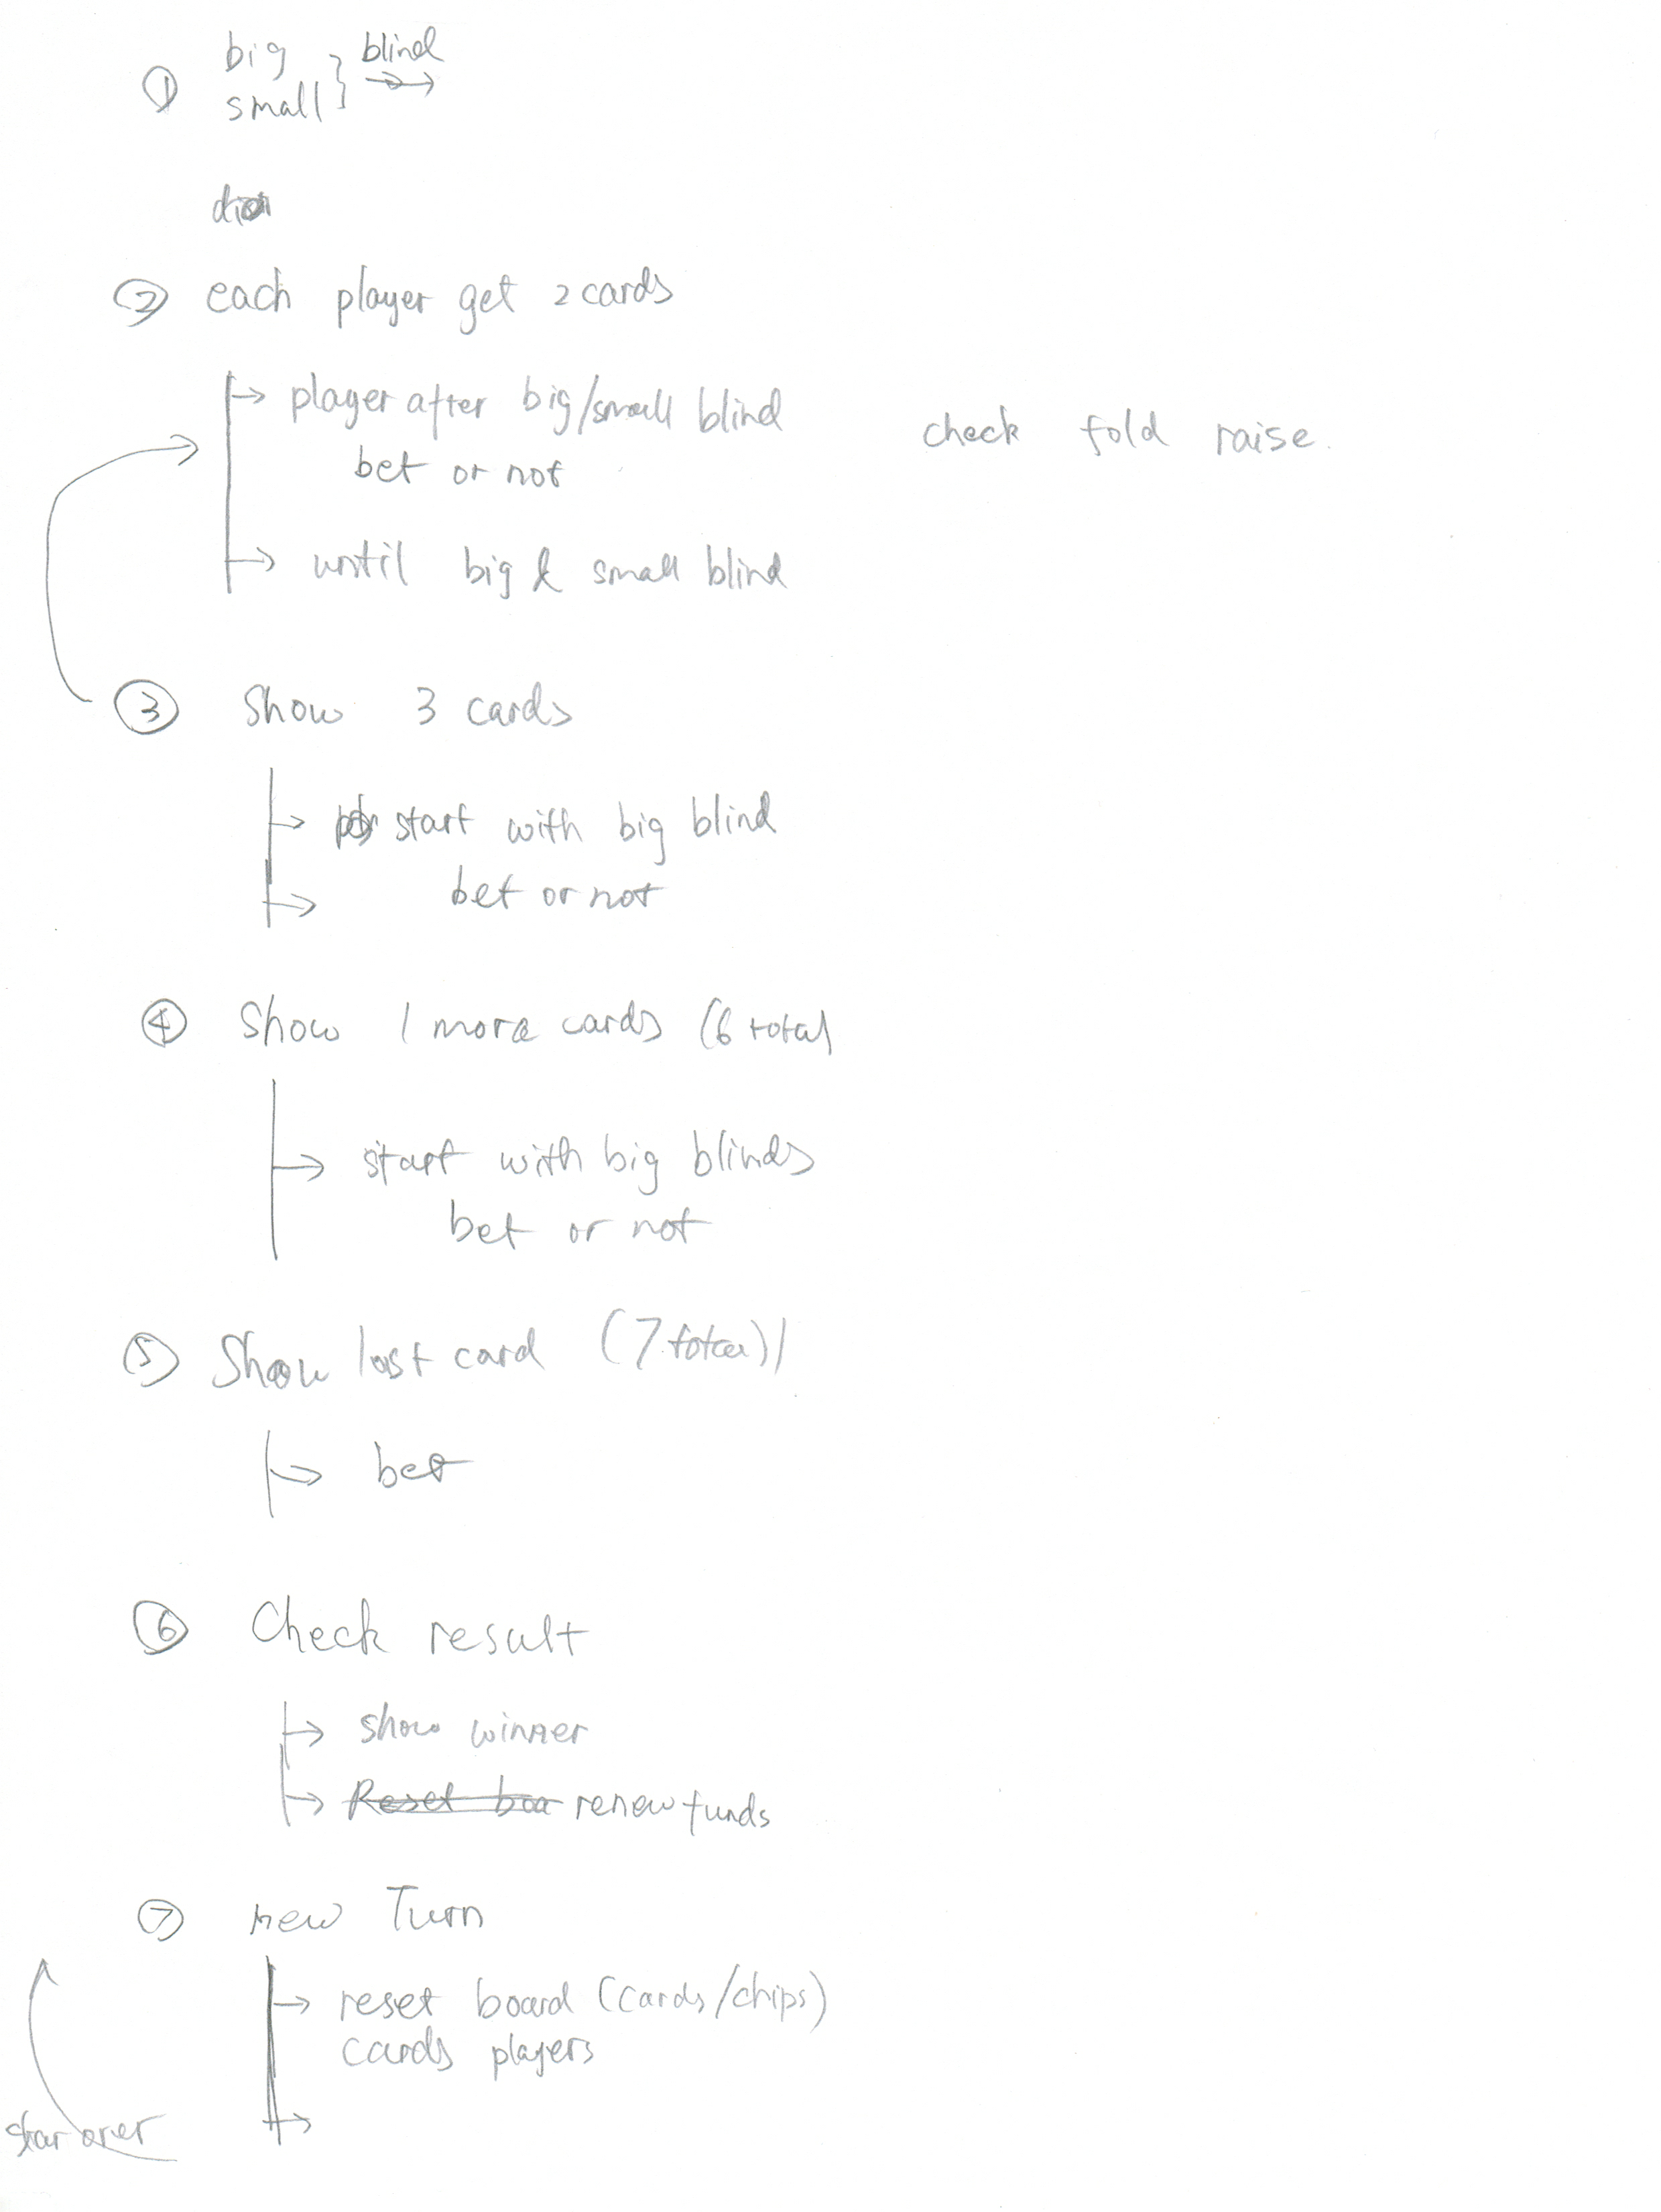 ① big
small } blind
② each player get 2 cards
player after big/small blind
bet or not
check fold raise.
until big & small blind
③ Show 3 cards
start with big blind
bet or not
④ Show 1 more cards (6 total
start with big blinds
bet or not
⑤ Show last card (7 total)
bet
⑥ Check result
show winner
Reset boa renew funds
⑦ new Turn
reset board (cards/chips)
cards players
star over